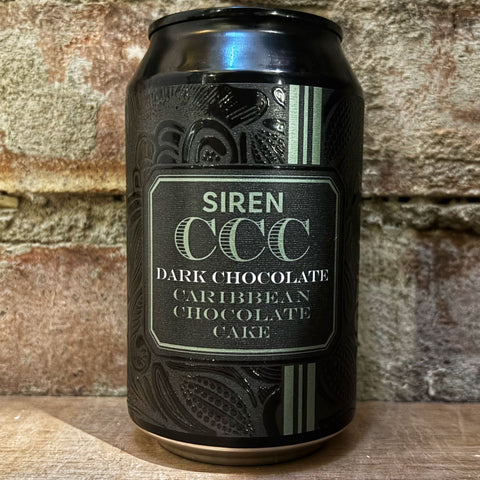 SIREN
CCC
DARK CHOCOLATE
CARIBBEAN
CHOCOLATE
CAKE